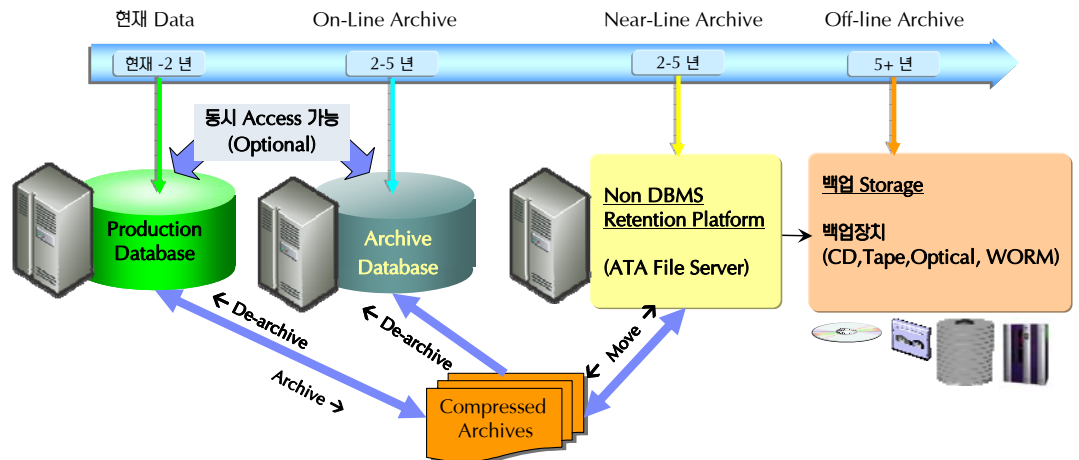 현재 Data
On-Line Archive
Near-Line Archive
Off-line Archive
현재 -2 년
2-5 년
2-5 년
5+ 년
동시 Access 가능
(Optional)
Production
Database
Archive
Database
Non DBMS
Retention Platform
(ATA File Server)
백업 Storage
백업장치
(CD,Tape,Optical, WORM)
← De-archive
Archive →
← De-archive
← Move →
Compressed
Archives